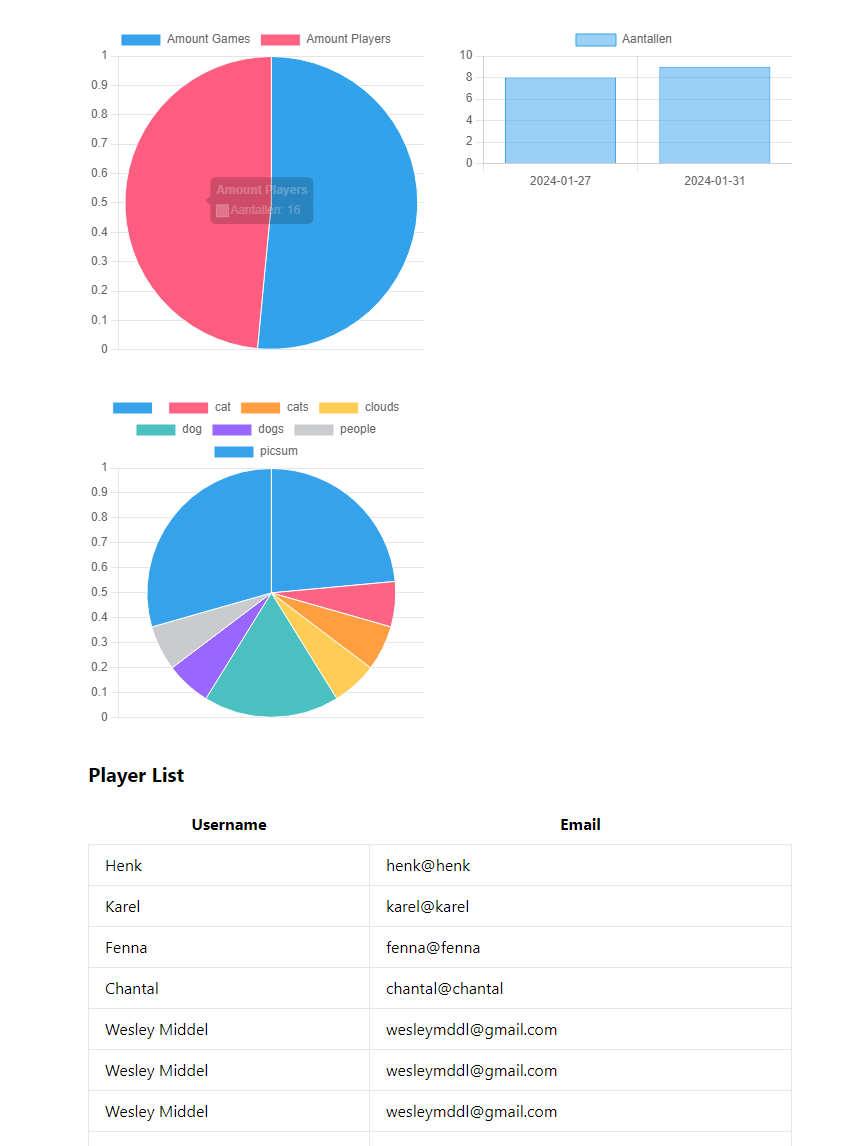 Amount Games Amount Players
1
0.9
0.8
0.7
0.6
0.5
0.4
0.3
0.2
0.1
0
Amount Players
Aantallen: 16
Aantallen
10
8
6
4
2
0
2024-01-27 2024-01-31
cat cats clouds
dog dogs people
picsum
1
0.9
0.8
0.7
0.6
0.5
0.4
0.3
0.2
0.1
0
Player List
Username Email
Henk henk@henk
Karel karel@karel
Fenna fenna@fenna
Chantal chantal@chantal
Wesley Middel wesleymddl@gmail.com
Wesley Middel wesleymddl@gmail.com
Wesley Middel wesleymddl@gmail.com